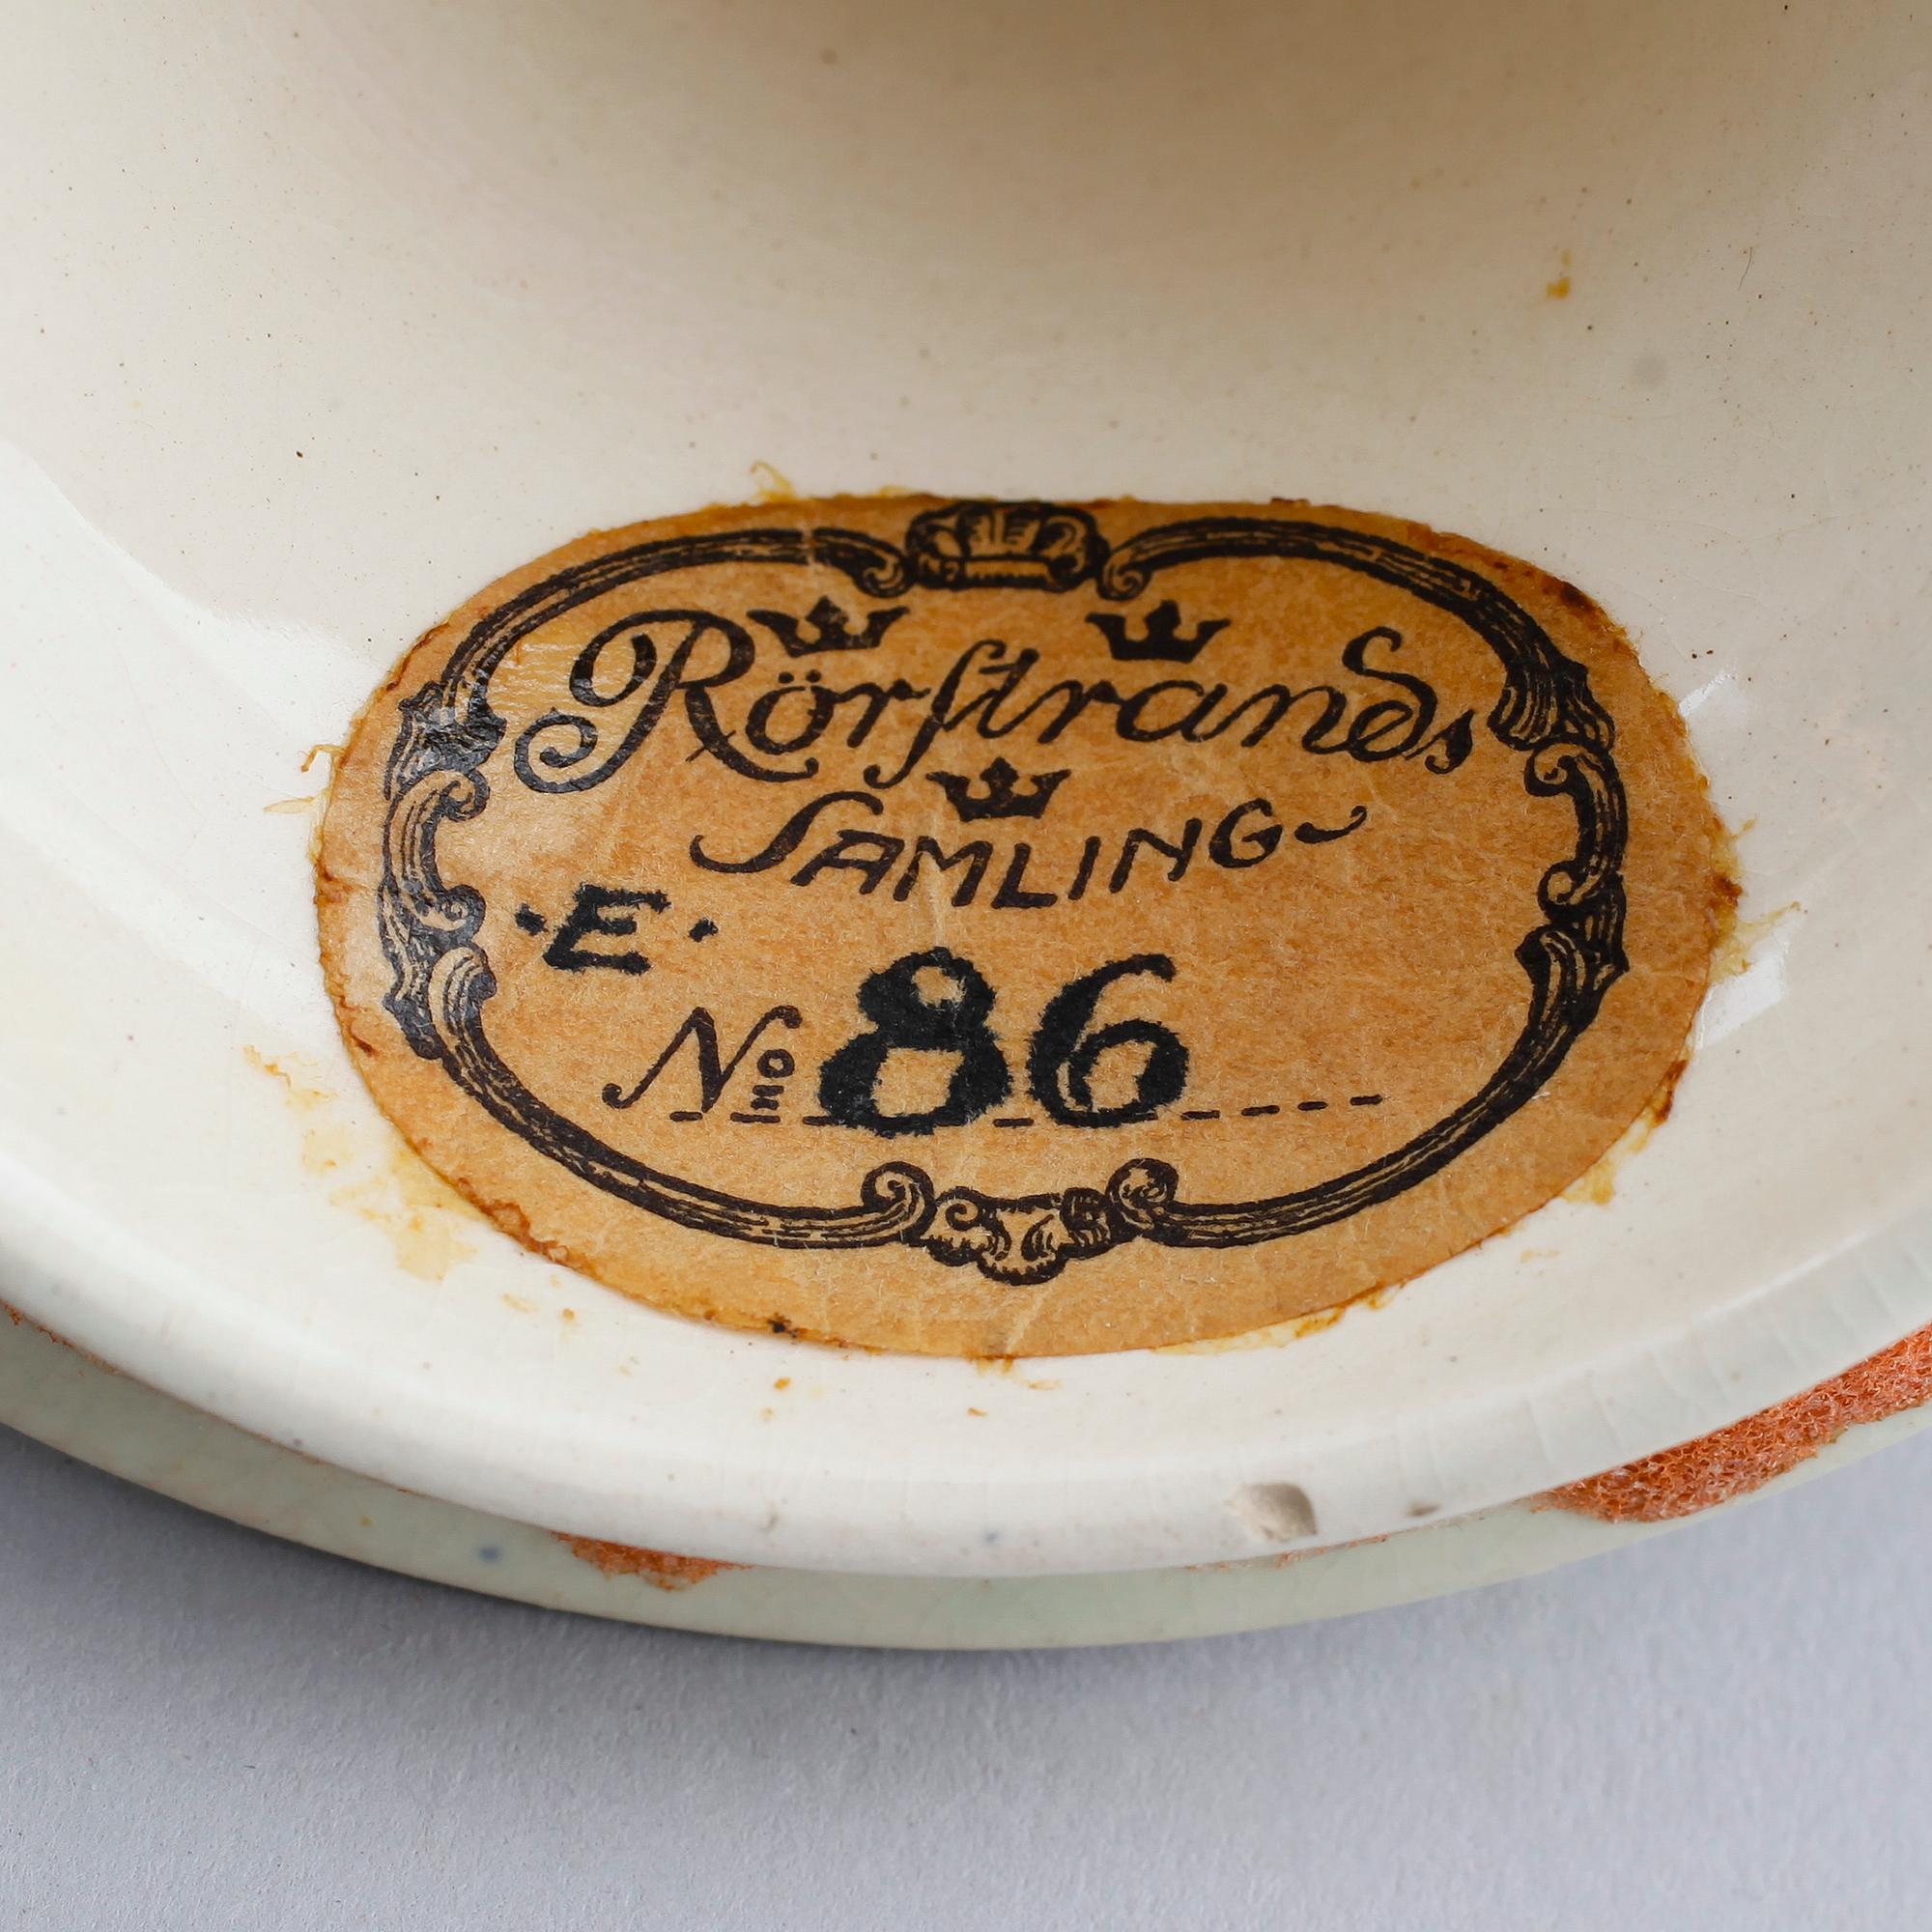 Rörſtrands
SAMLING
·E·
No 86